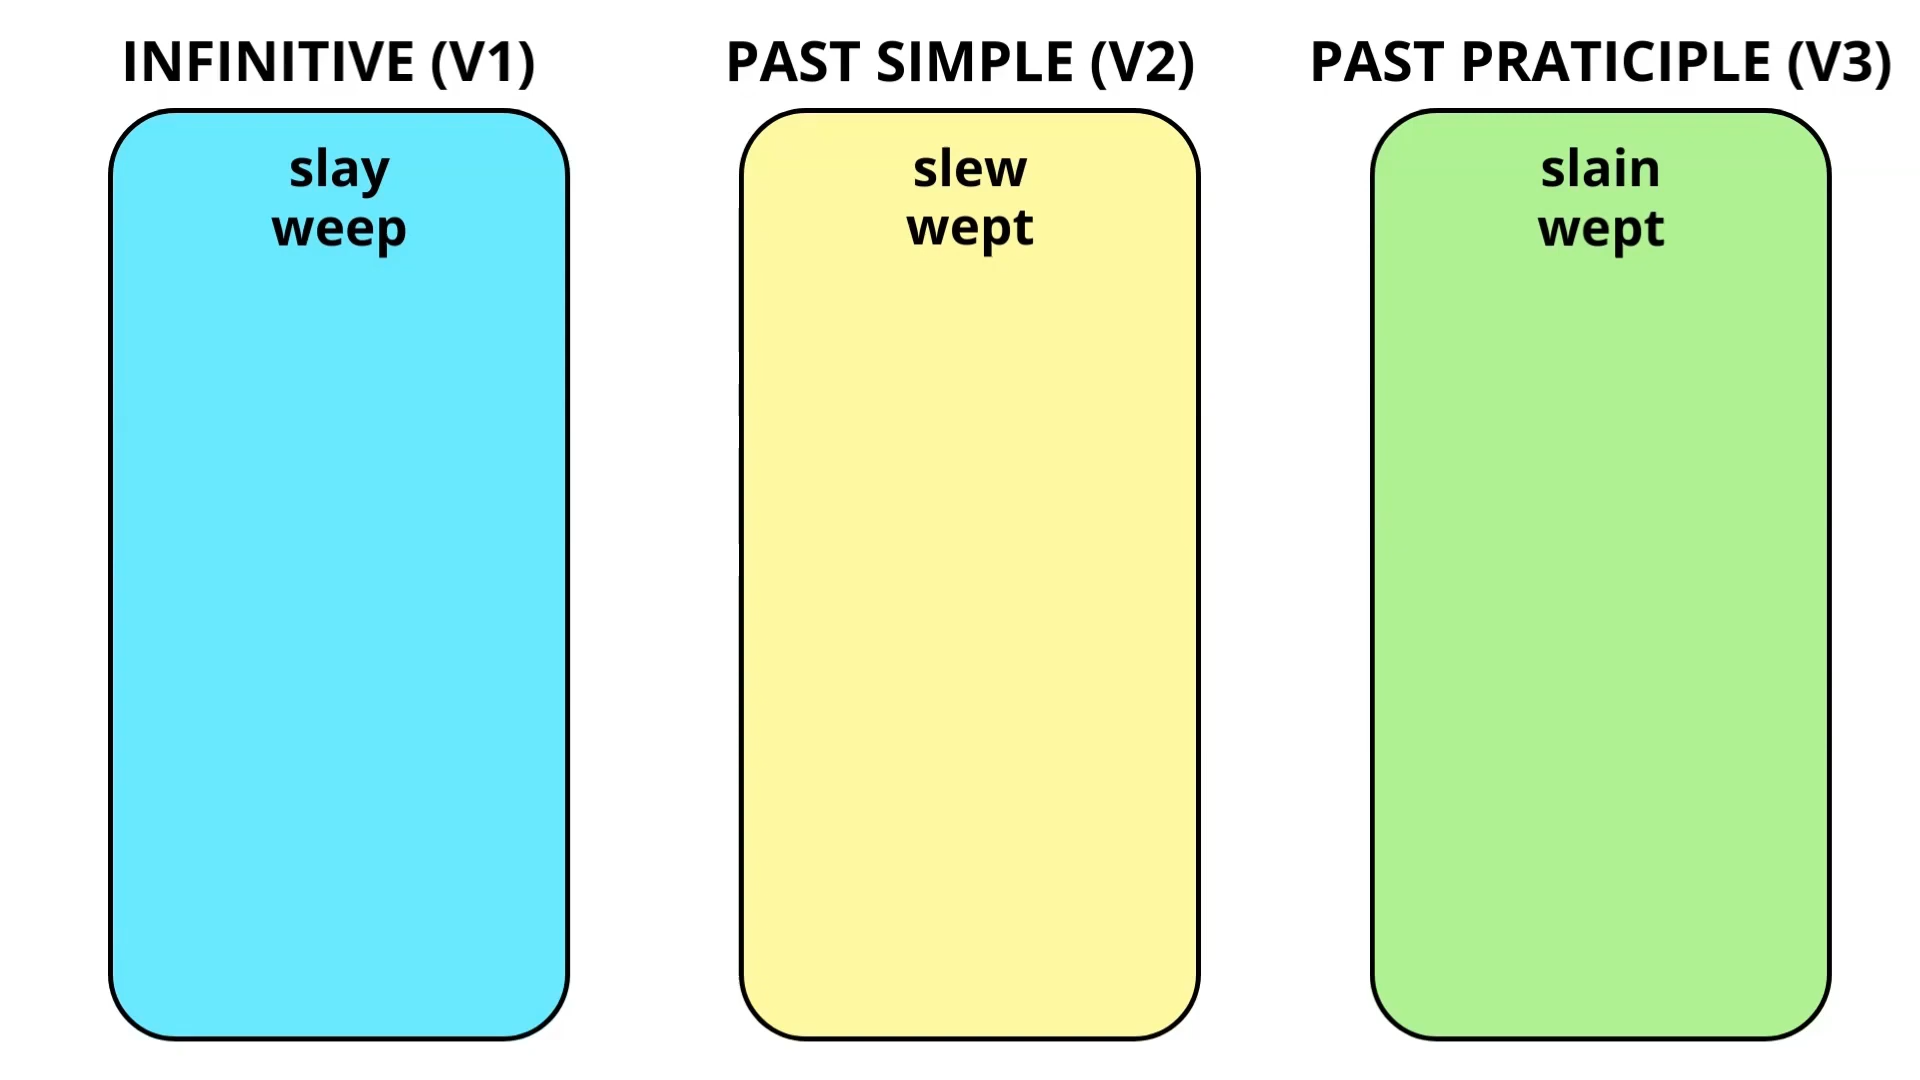 INFINITIVE (V1)
slay
weep
PAST SIMPLE (V2)
slew
wept
PAST PRATICIPLE (V3)
slain
wept